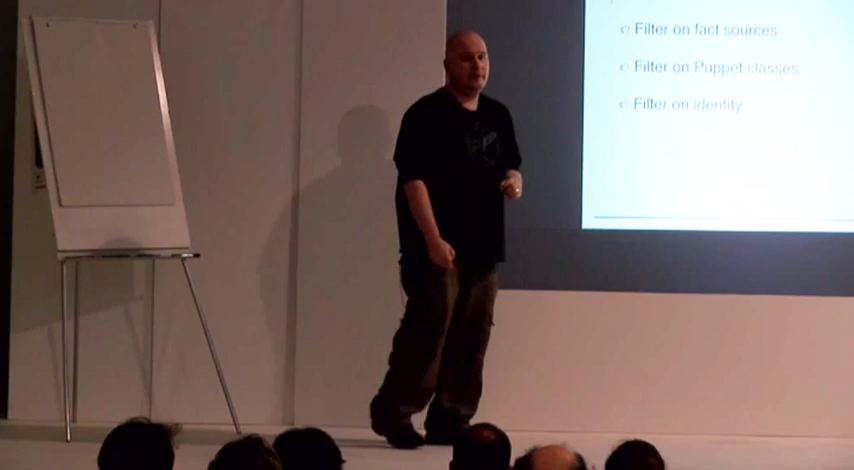 Filter on fact sources
Filter on Puppet classes
Filter on identity